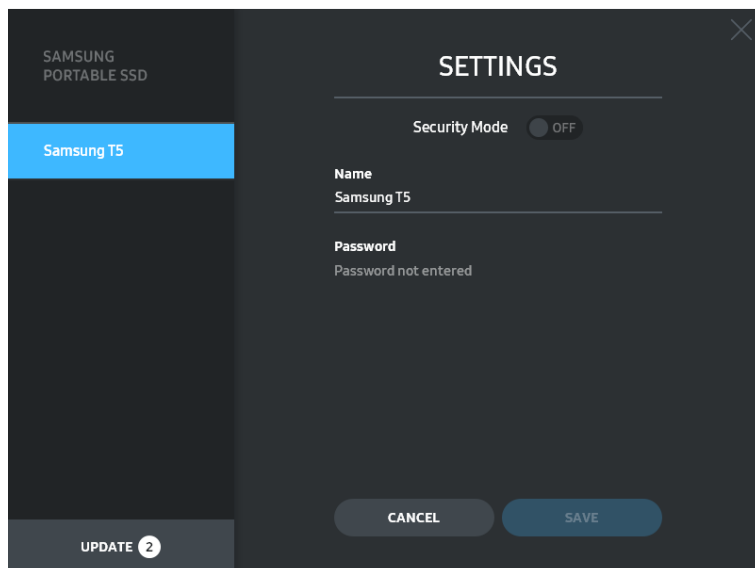 SAMSUNG
PORTABLE SSD
Samsung T5
UPDATE 2
SETTINGS
Security Mode OFF
Name
Samsung T5
Password
Password not entered
CANCEL SAVE